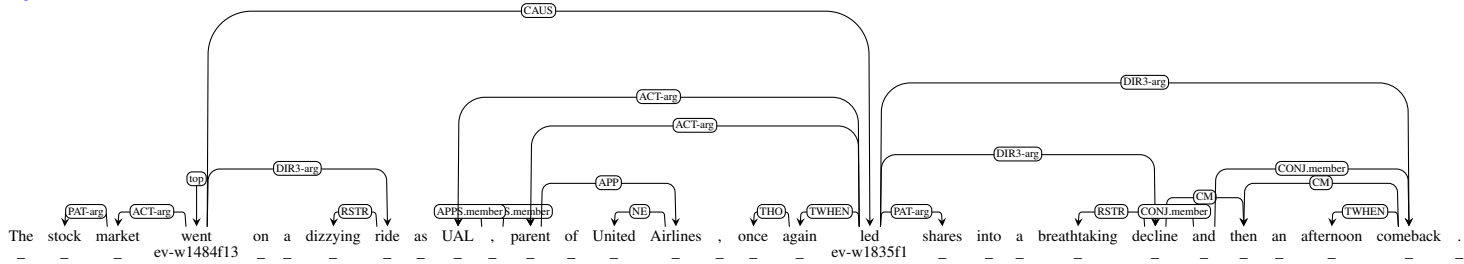 CAUS
DIR3-arg
ACT-arg
ACT-arg
DIR3-arg
DIR3-arg CONJ.member
top APP CM
CM
PAT-arg ACT-arg RSTR APPS.member S.member NE THO TWHEN PAT-arg RSTR CONJ.member TWHEN
The stock market went on a dizzying ride as UAL , parent of United Airlines , once again led shares into a breathtaking decline and then an afternoon comeback .
_ _ _ ev-w1484f13 _ _ _ _ _ _ _ _ _ _ _ _ _ _ ev-w1835f1 _ _ _ _ _ _ _ _ _ _ _